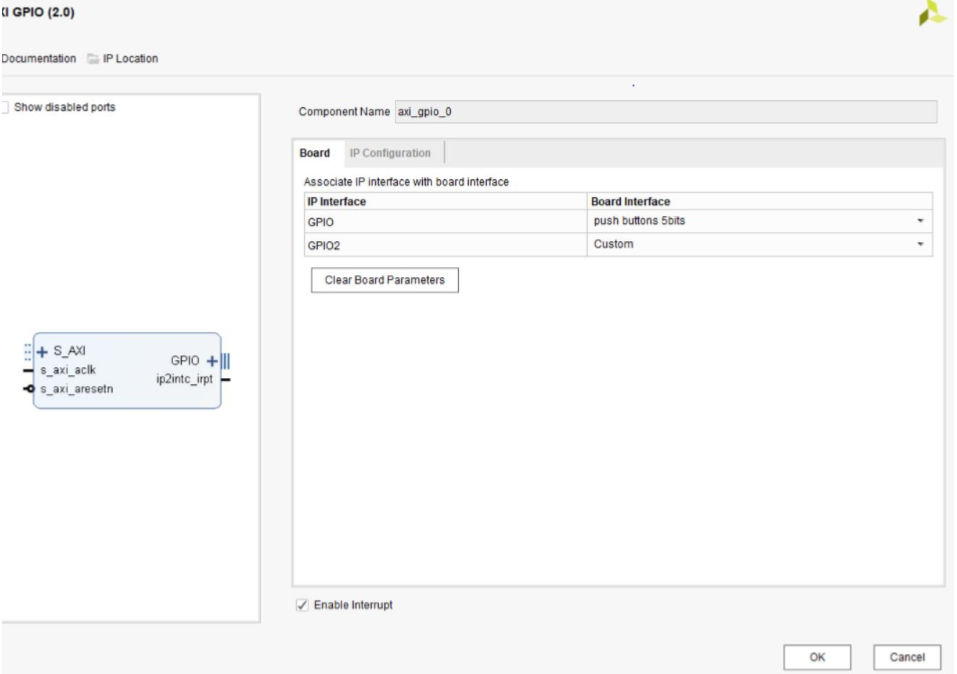 XI GPIO (2.0)
Documentation IP Location
Show disabled ports
Component Name axi_gpio_0
Board IP Configuration
Associate IP interface with board interface
IP Interface Board Interface
GPIO push buttons 5bits
GPIO2 Custom
Clear Board Parameters
S_AXI
s_axi_aclk
s_axi_aresetn
GPIO
ip2intc_irpt
Enable Interrupt
OK Cancel